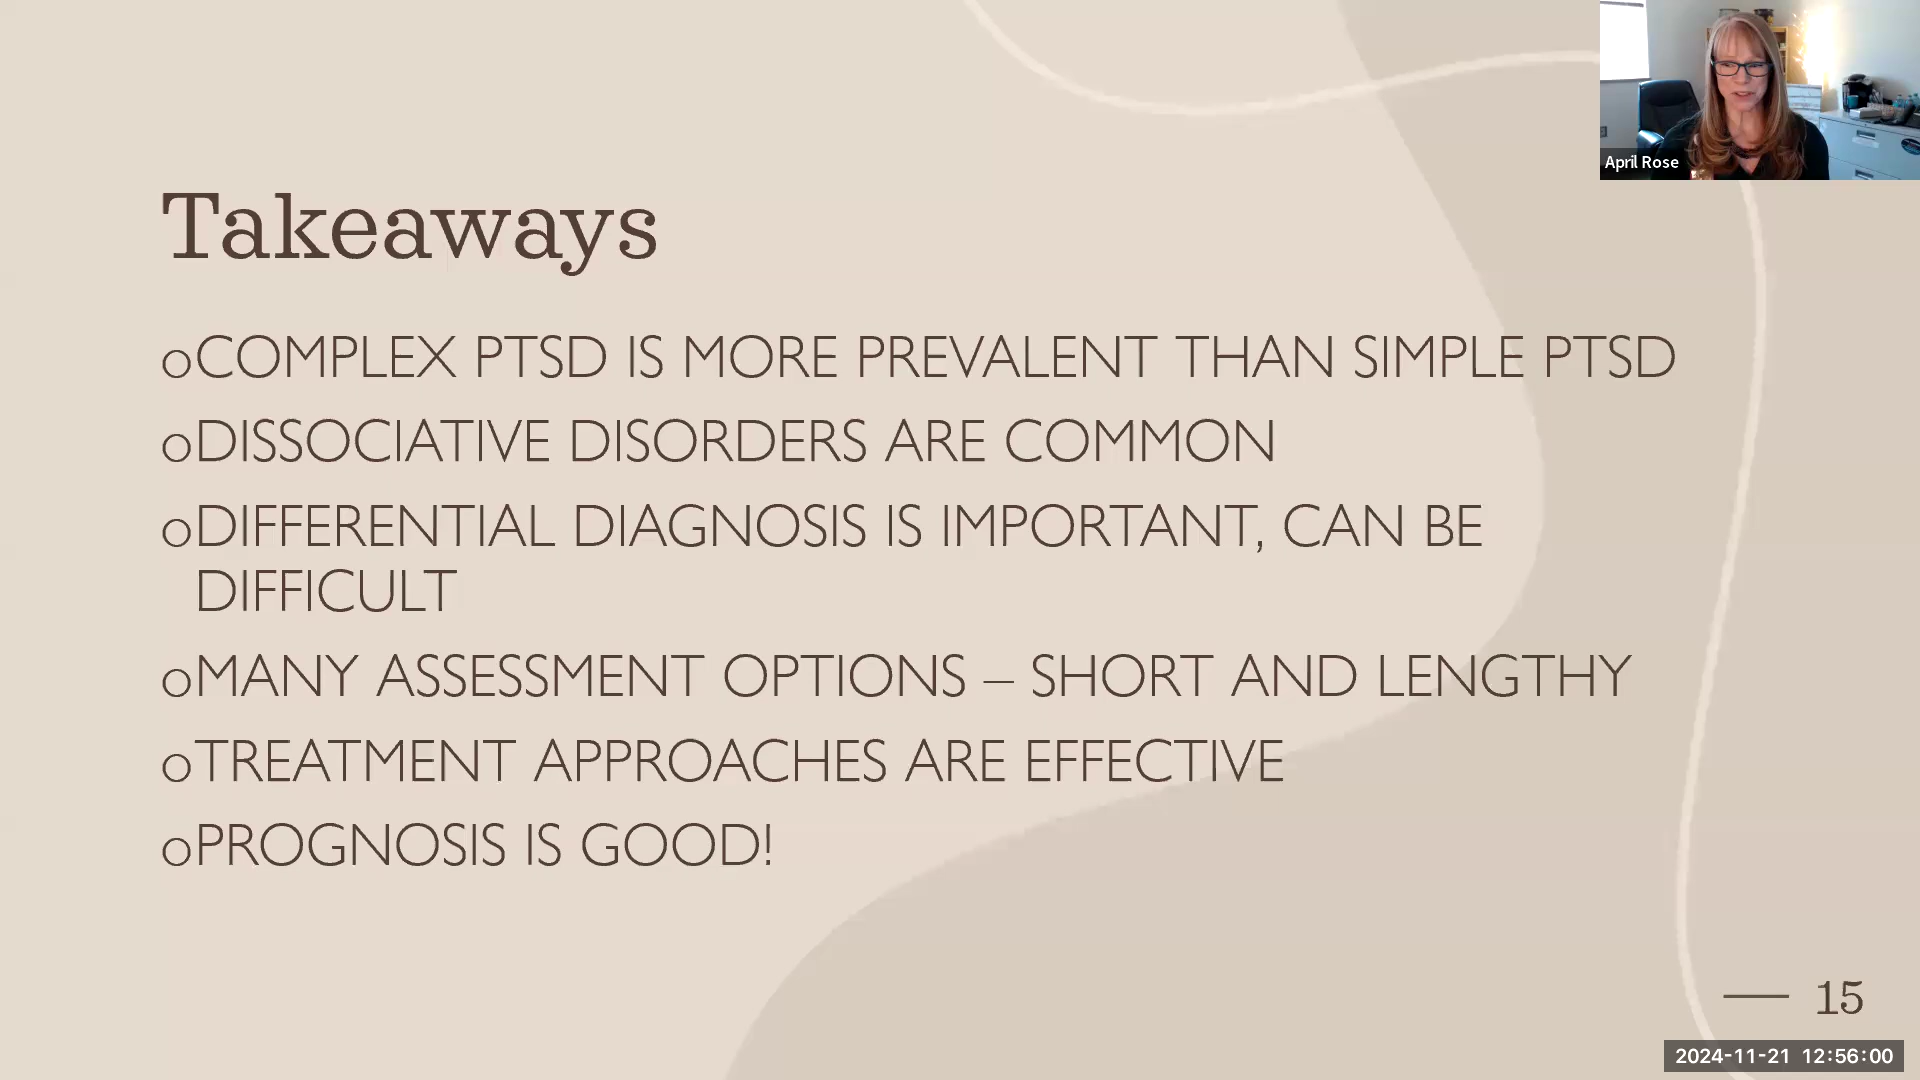 April Rose
Takeaways
oCOMPLEX PTSD IS MORE PREVALENT THAN SIMPLE PTSD
oDISSOCIATIVE DISORDERS ARE COMMON
oDIFFERENTIAL DIAGNOSIS IS IMPORTANT, CAN BE
DIFFICULT
oMANY ASSESSMENT OPTIONS – SHORT AND LENGTHY
oTREATMENT APPROACHES ARE EFFECTIVE
oPROGNOSIS IS GOOD!
15
2024-11-21 12:56:00